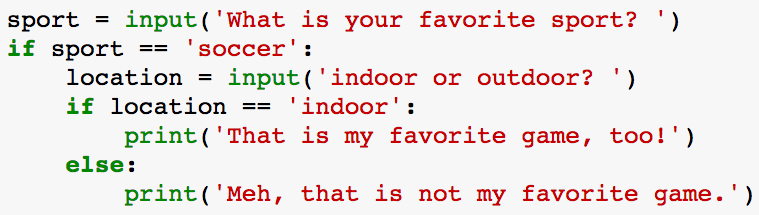 sport = input('What is your favorite sport? ')
if sport == 'soccer':
    location = input('indoor or outdoor? ')
    if location == 'indoor':
        print('That is my favorite game, too!')
    else:
        print('Meh, that is not my favorite game.')